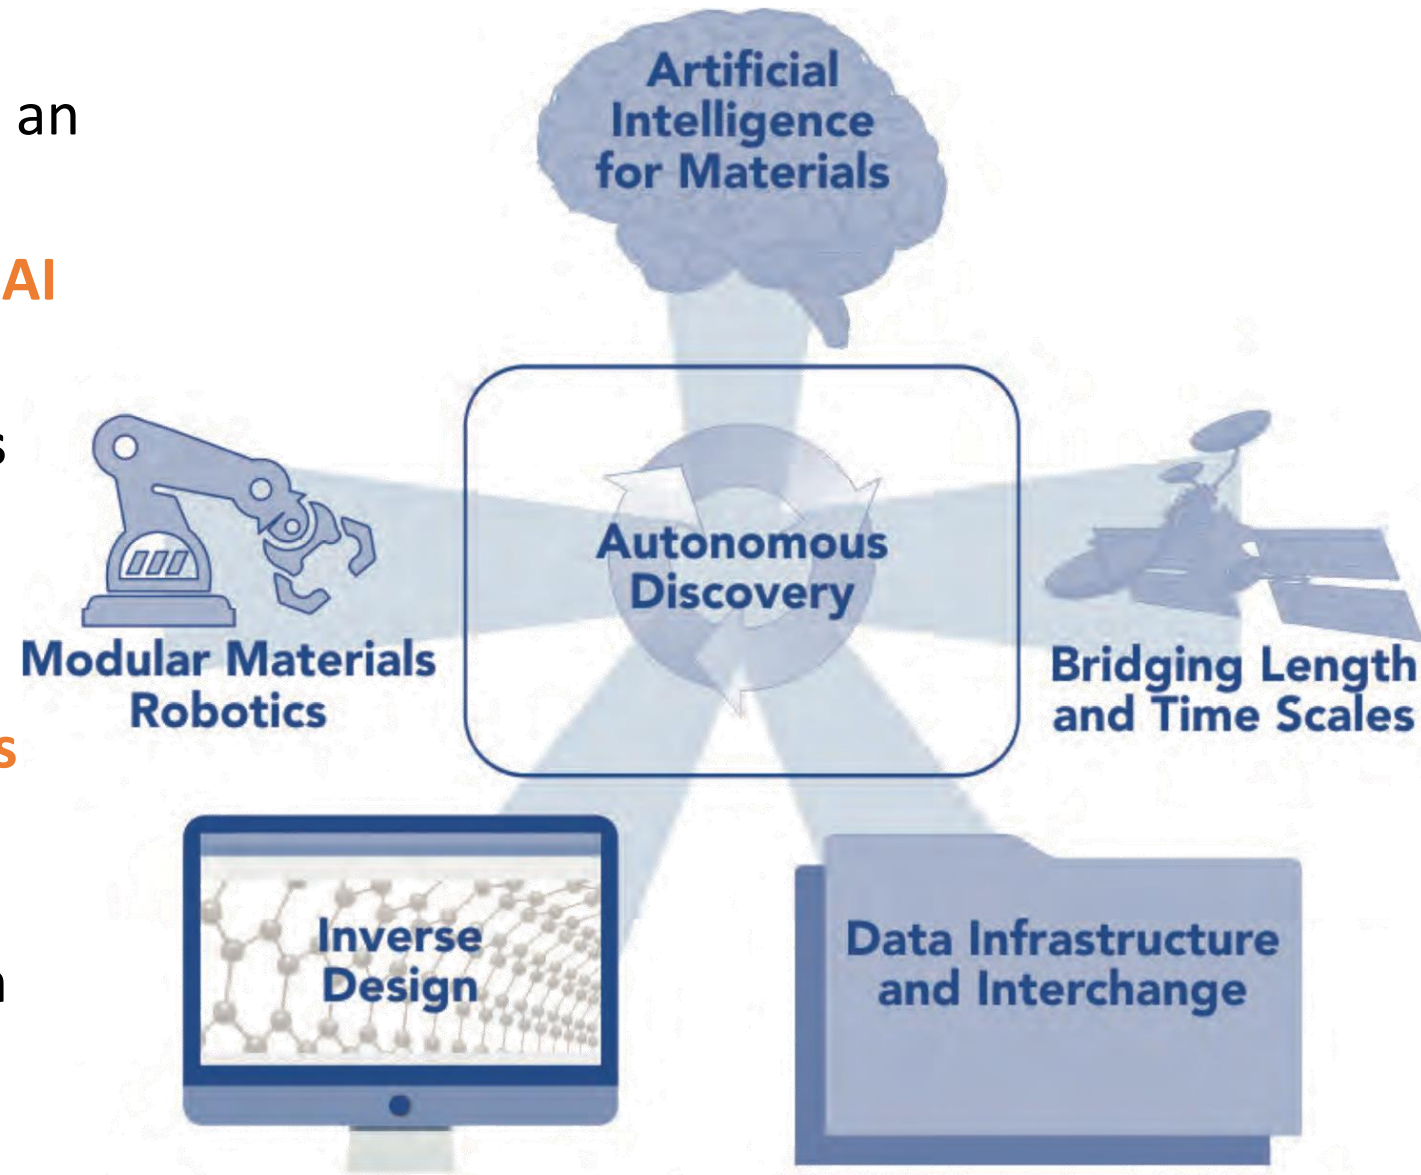 an
AI
s
s
n
Artificial
Intelligence
for Materials
Autonomous
Discovery
Modular Materials
Robotics
Bridging Length
and Time Scales
Inverse
Design
Data Infrastructure
and Interchange